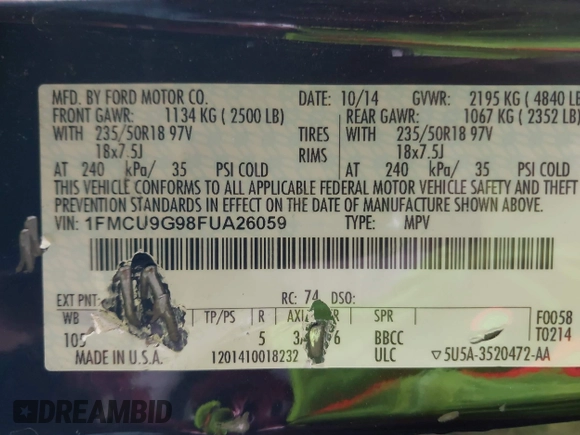 MFD. BY FORD MOTOR CO. DATE: 10/14 GVWR: 2195 KG ( 4840 LB
FRONT GAWR: 1134 KG ( 2500 LB) REAR GAWR: 1067 KG ( 2352 LB)
WITH 235/50R18 97V TIRES WITH 235/50R18 97V
18x7.5J RIMS 18x7.5J
AT 240 kPa/ 35 PSI COLD AT 240 kPa/ 35 PSI COLD
THIS VEHICLE CONFORMS TO ALL APPLICABLE FEDERAL MOTOR VEHICLE SAFETY AND THEFT
PREVENTION STANDARDS IN EFFECT ON THE DATE OF MANUFACTURE SHOWN ABOVE.
VIN: 1FMCU9G98FUA26059 TYPE: MPV
EXT PNT: RC: 74 DSO:
WB TP/PS R AXLE SPR F0058
105 5 6 BBCC T0214
MADE IN U.S.A. 1201410018232 ULC ▽5U5A-3520472-AA
DREAMBID